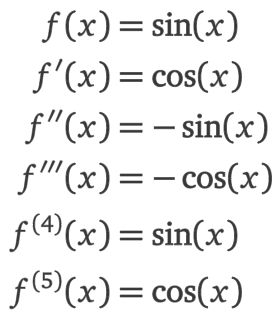 f(x) = sin(x)
f′(x) = cos(x)
f″(x) = − sin(x)
f‴(x) = − cos(x)
f⁽⁴⁾(x) = sin(x)
f⁽⁵⁾(x) = cos(x)